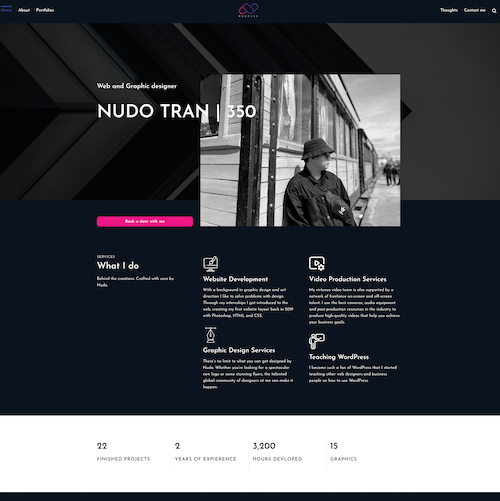 Home About Portfolios
NUDO350
Thoughts Contact me
Web and Graphic designer
NUDO TRAN | 350
Book a date with me
SERVICES
What I do
Behind the creations. Crafted with care by
Nudo.
Website Development
With a background in graphic design and art
direction I like to solve problems with design.
Through my internships I got introduced to the
web, creating my first website layout back in 2019
with Photoshop, HTML and CSS.
Video Production Services
My virtuoso video team is also supported by a
network of freelance on-screen and off-screen
talent. I use the best cameras, audio equipment
and post-production resources in the industry to
produce high-quality videos that help you achieve
your business goals.
Graphic Design Services
There's no limit to what you can get designed by
Nudo. Whether you're looking for a spectacular
new logo or some stunning flyers, the talented
global community of designers at me can make it
happen.
Teaching WordPress
I became such a fan of WordPress that I started
teaching other web designers and business
people on how to use WordPress.
22
FINISHED PROJECTS
2
YEARS OF EXPIERENCE
3,200
HOURS DEVLOPED
15
GRAPHICS